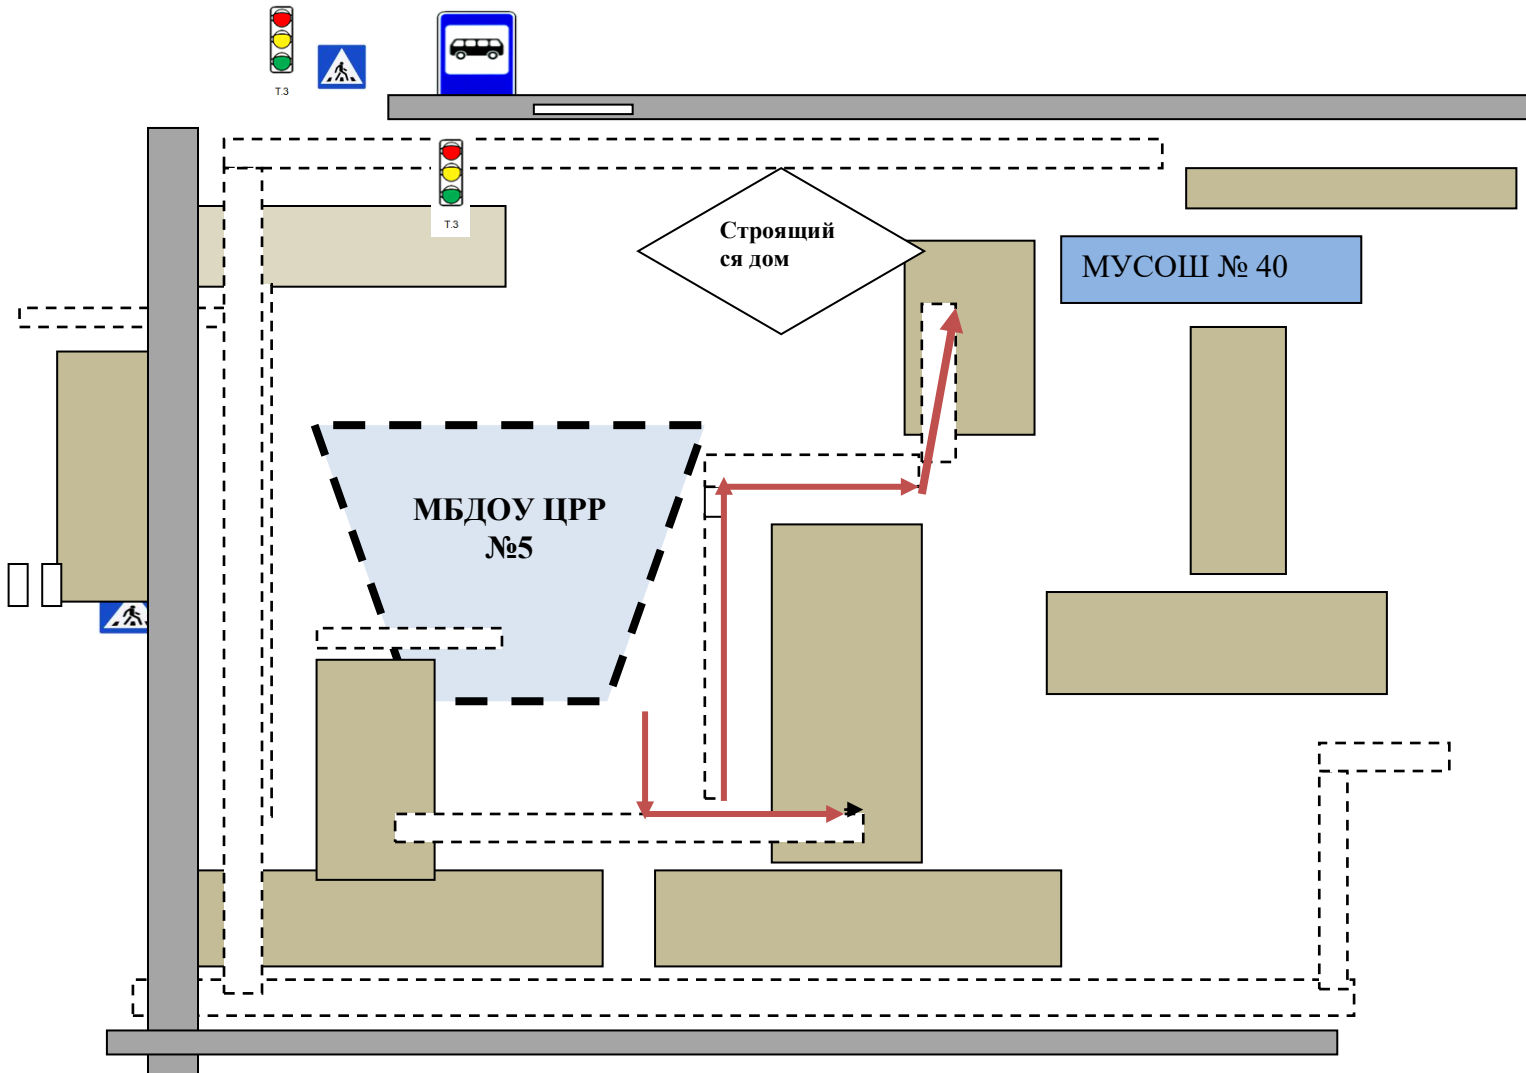 Т.3
Т.3
Строящий
ся дом
МУСОШ № 40
МБДОУ ЦРР
№5